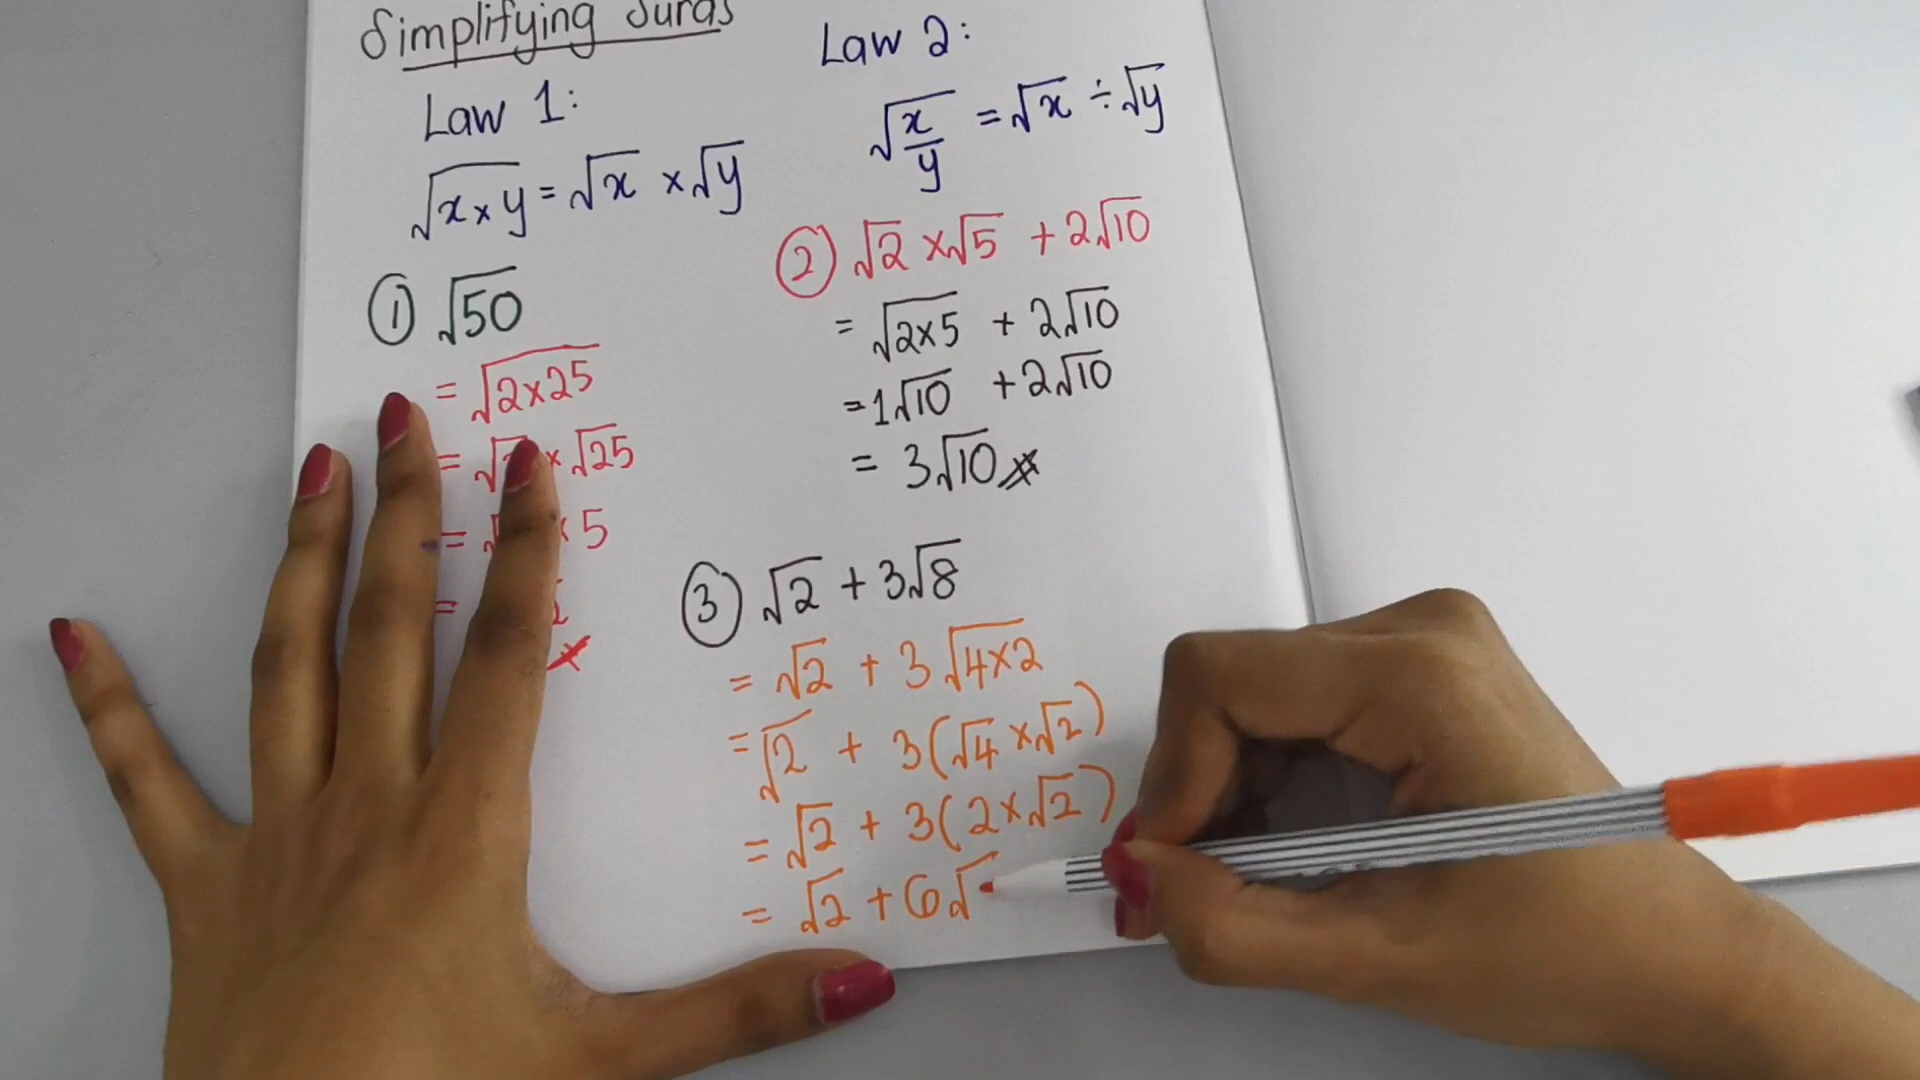 Simplifying Surds
Law 1:
√(x × y) = √x × √y
① √50
= √(2×25)
= √ × √25
= √ × 5
=
Law 2:
√(x/y) = √x ÷ √y
② √2 × √5 + 2√10
= √(2×5) + 2√10
= 1√10 + 2√10
= 3√10
③ √2 + 3√8
= √2 + 3√(4×2)
= √2 + 3(√4 × √2)
= √2 + 3(2×√2)
= √2 + 6√